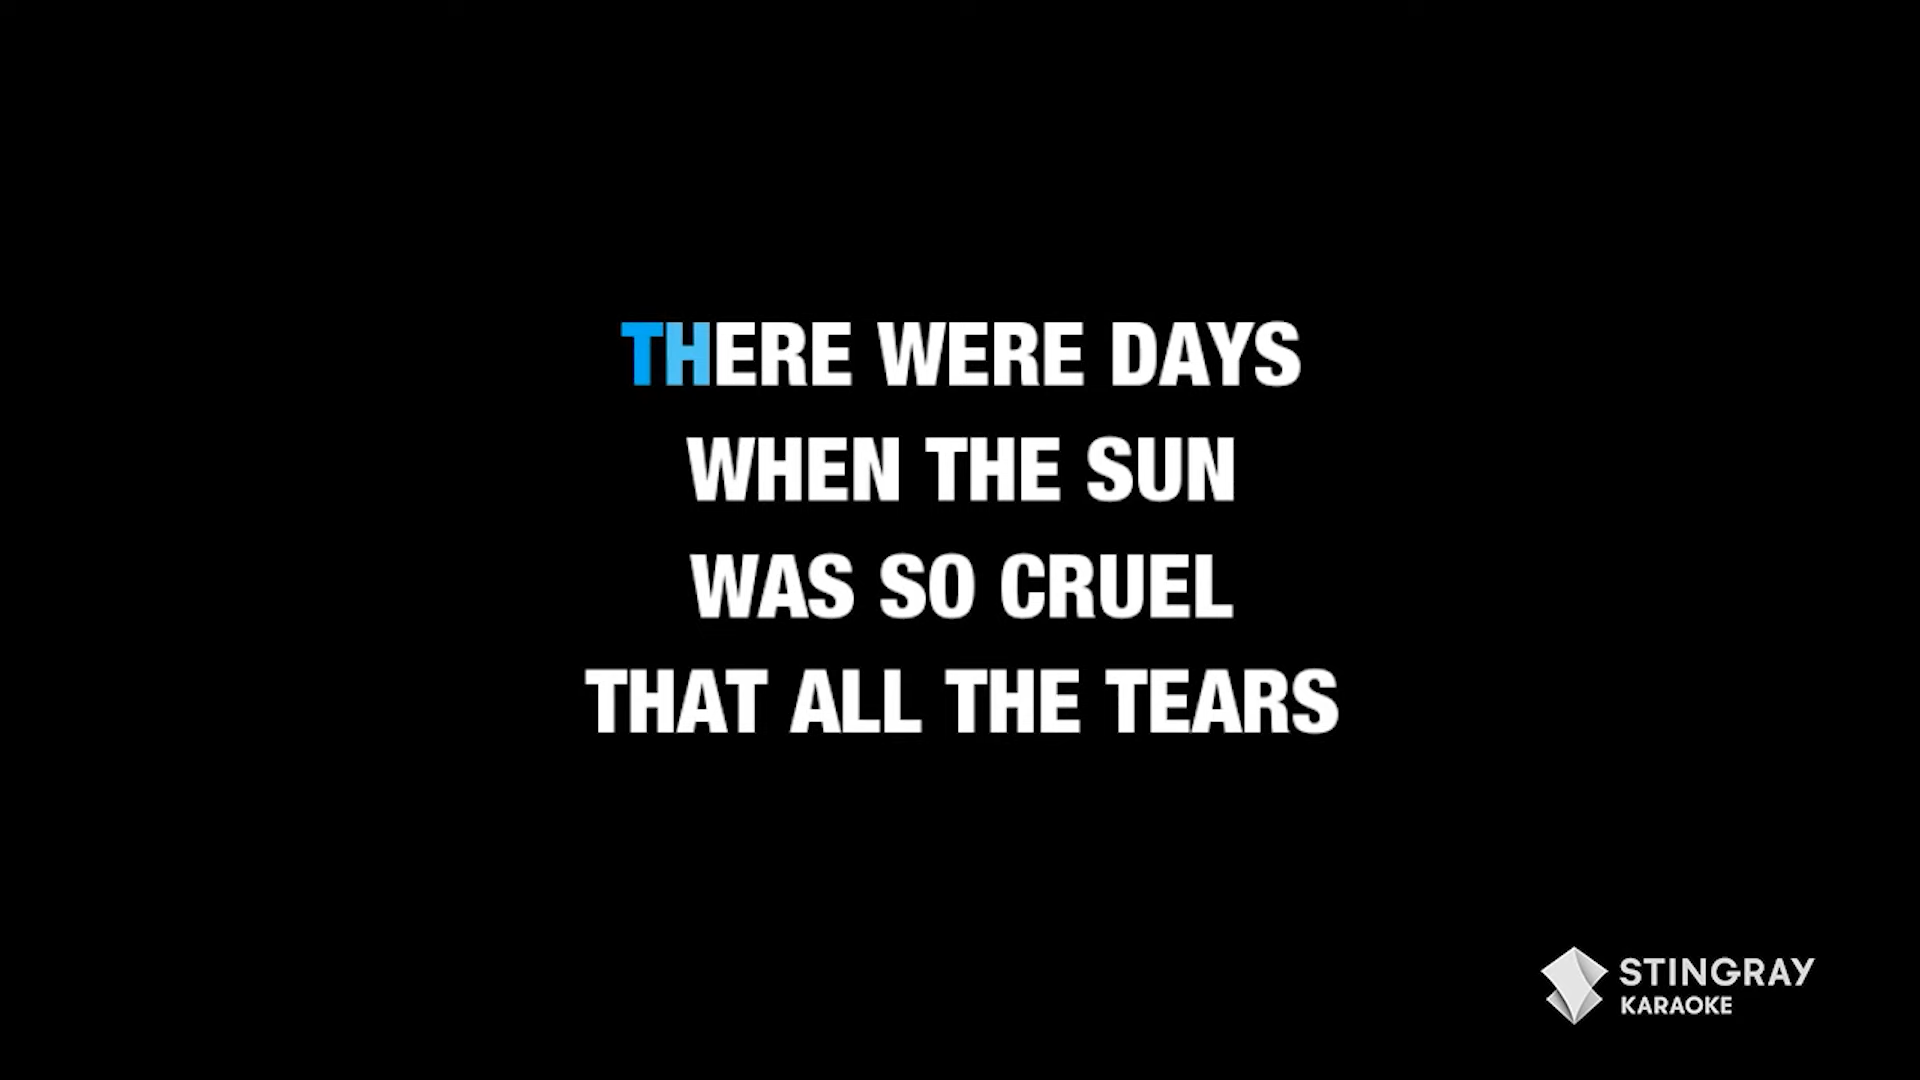 THERE WERE DAYS
WHEN THE SUN
WAS SO CRUEL
THAT ALL THE TEARS
STINGRAY
KARAOKE